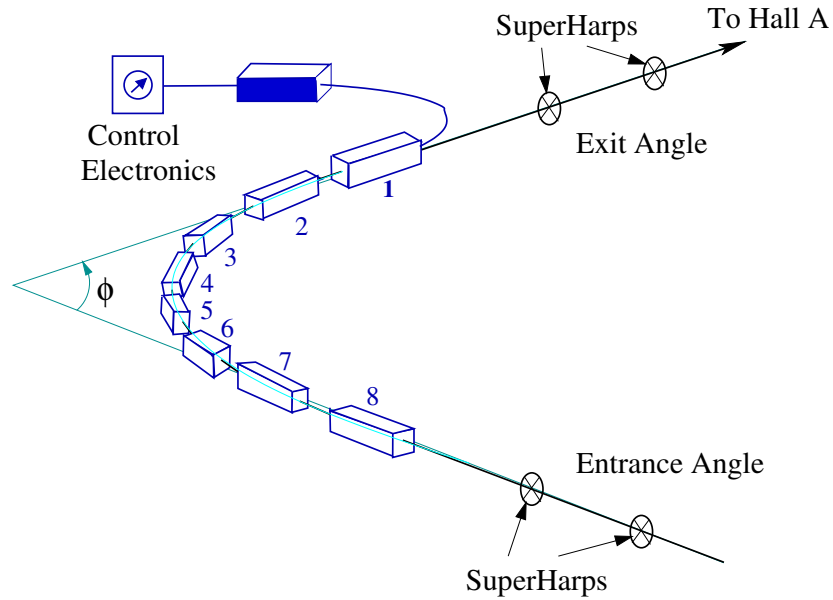 To Hall A
SuperHarps
Control
Electronics
Exit Angle
1
2
3
4
5
6
7
8
ϕ
Entrance Angle
SuperHarps